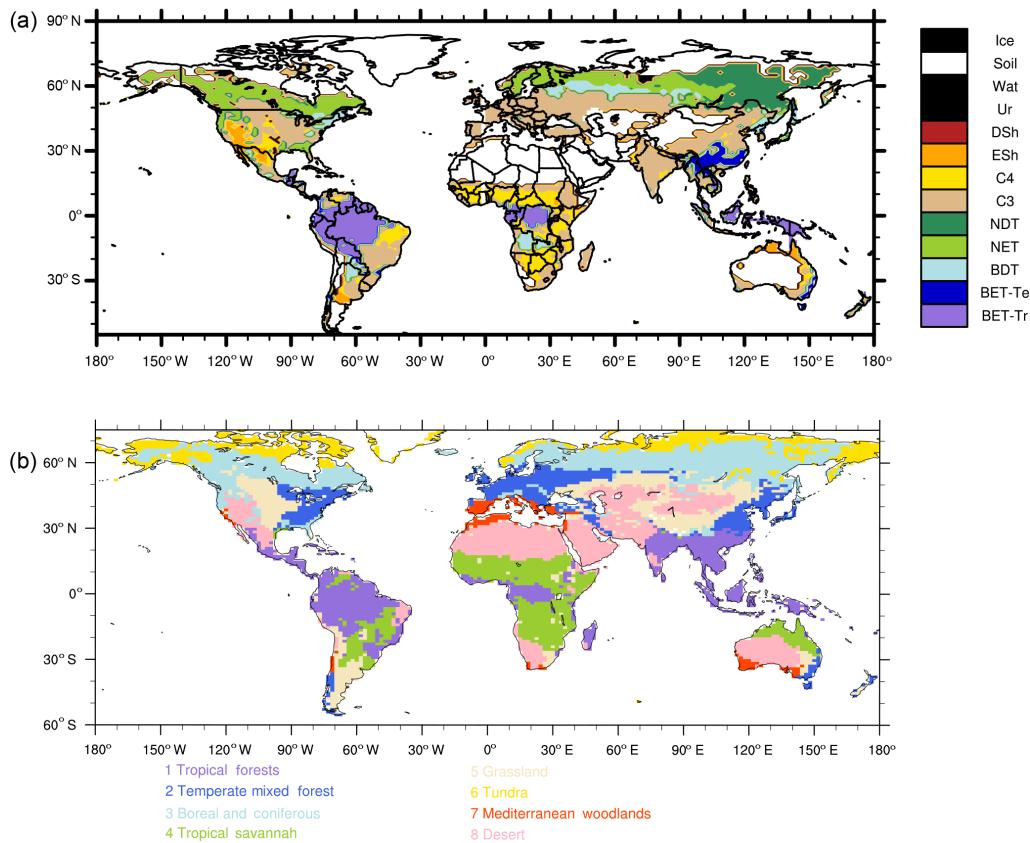 (a)
90° N
60° N
30° N
0°
30° S
180° 150° W 120° W 90° W 60° W 30° W 0° 30° E 60° E 90° E 120° E 150° E 180°
Ice
Soil
Wat
Ur
DSh
ESh
C4
C3
NDT
NET
BDT
BET-Te
BET-Tr
(b)
60° N
30° N
0°
30° S
60° S
180° 150° W 120° W 90° W 60° W 30° W 0° 30° E 60° E 90° E 120° E 150° E 180°
1 Tropical forests
2 Temperate mixed forest
3 Boreal and coniferous
4 Tropical savannah
5 Grassland
6 Tundra
7 Mediterranean woodlands
8 Desert